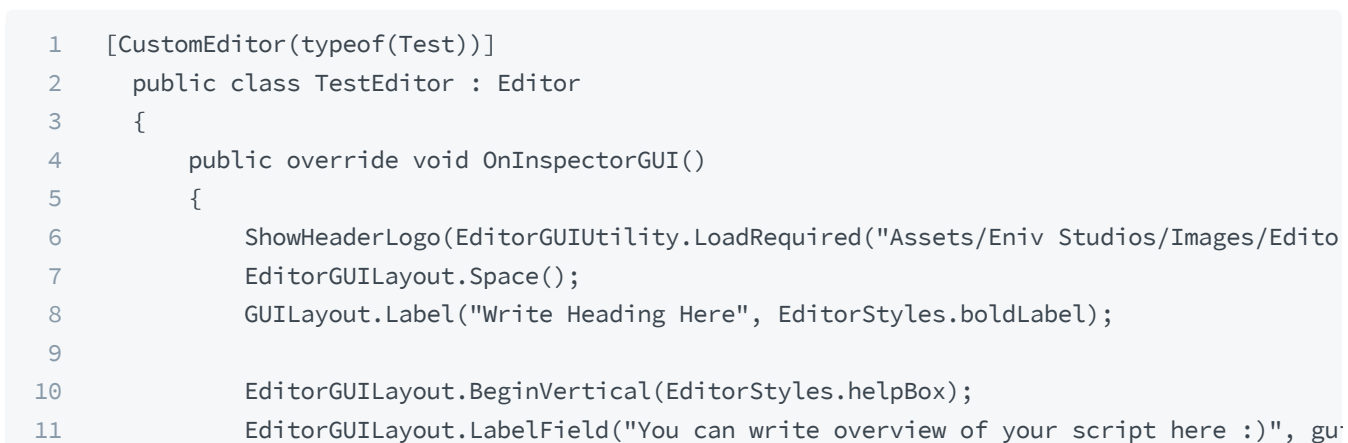 1 [CustomEditor(typeof(Test))]
2 public class TestEditor : Editor
3 {
4 public override void OnInspectorGUI()
5 {
6 ShowHeaderLogo(EditorGUIUtility.LoadRequired("Assets/Eniv Studios/Images/Edito
7 EditorGUILayout.Space();
8 GUILayout.Label("Write Heading Here", EditorStyles.boldLabel);
9
10 EditorGUILayout.BeginVertical(EditorStyles.helpBox);
11 EditorGUILayout.LabelField("You can write overview of your script here :)",